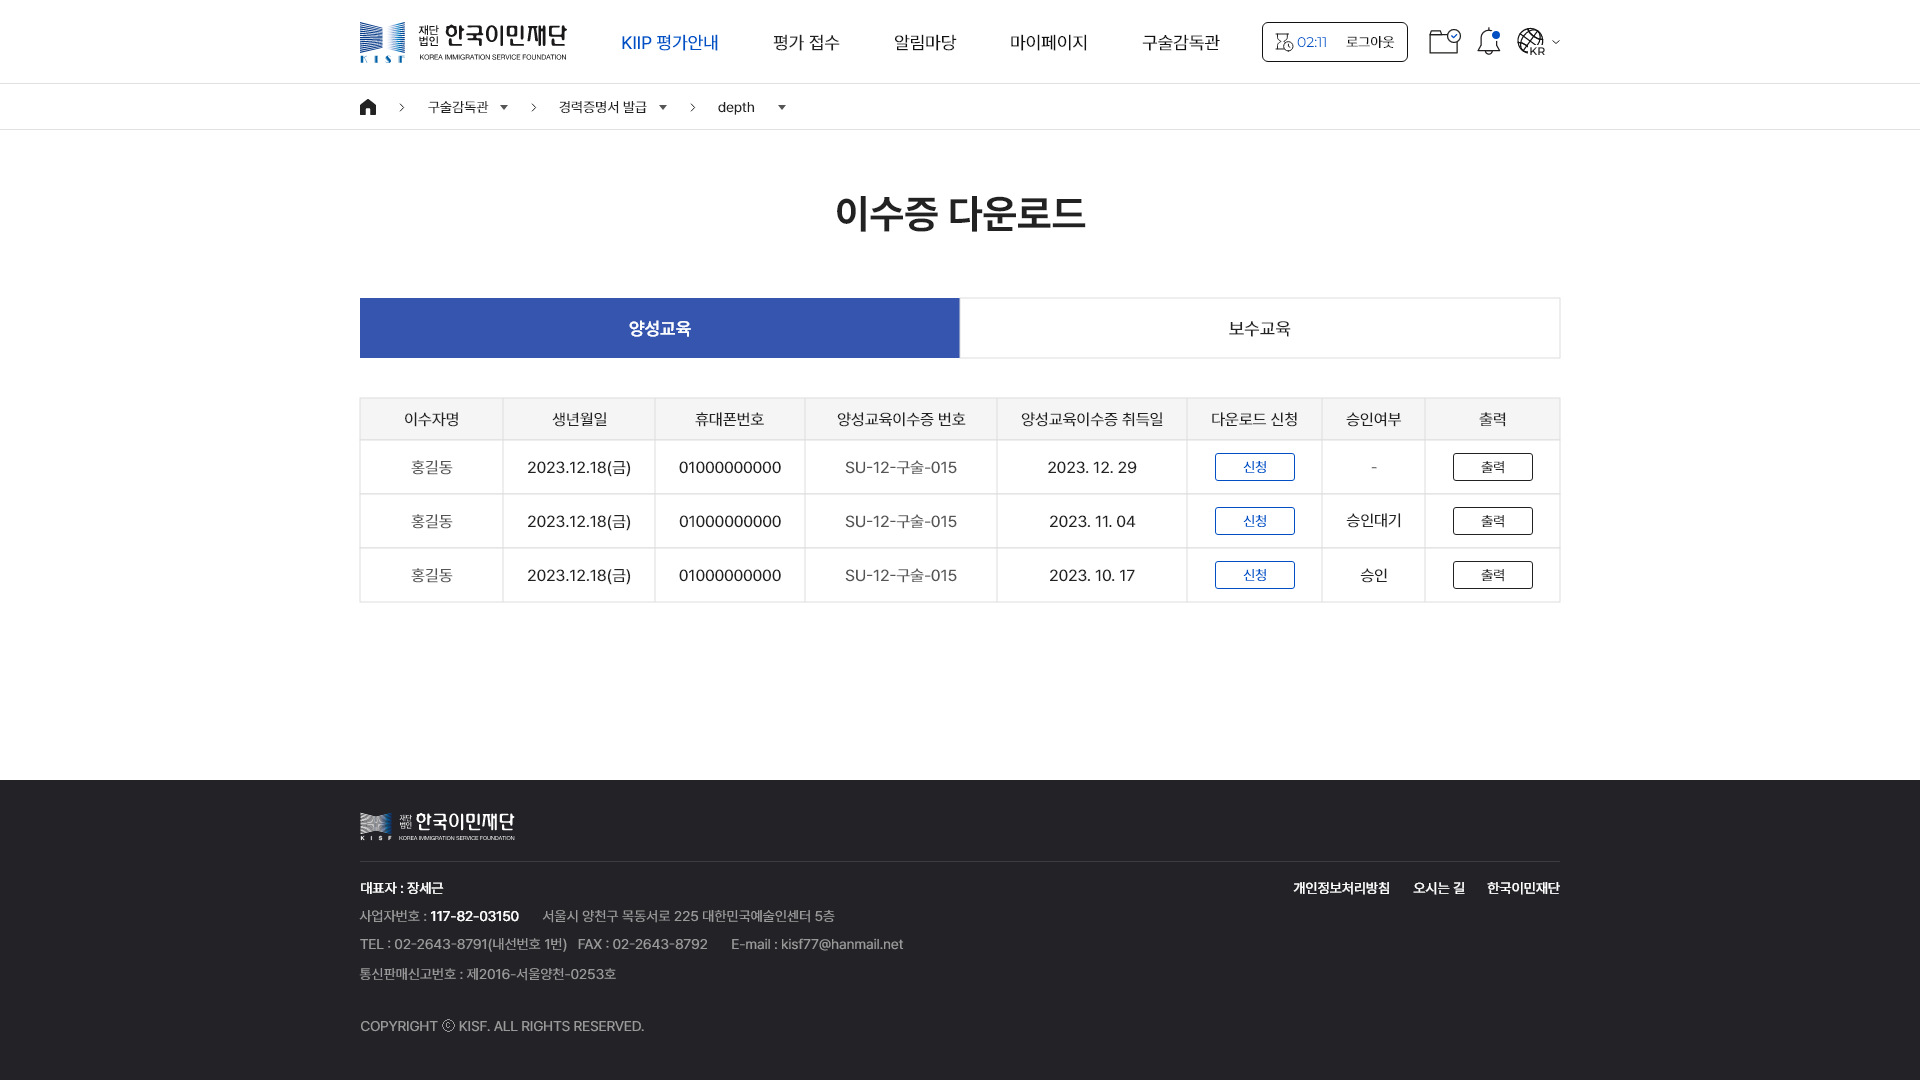 재단법인 한국이민재단
KISF KOREA IMMIGRATION SERVICE FOUNDATION
KIIP 평가안내 평가 접수 알림마당 마이페이지 구술감독관 02:11 로그아웃 KR
구술감독관 경력증명서 발급 depth
이수증 다운로드
양성교육 보수교육
이수자명 생년월일 휴대폰번호 양성교육이수증 번호 양성교육이수증 취득일 다운로드 신청 승인여부 출력
홍길동 2023.12.18(금) 01000000000 SU-12-구술-015 2023. 12. 29 신청 - 출력
홍길동 2023.12.18(금) 01000000000 SU-12-구술-015 2023. 11. 04 신청 승인대기 출력
홍길동 2023.12.18(금) 01000000000 SU-12-구술-015 2023. 10. 17 신청 승인 출력
재단법인 한국이민재단
KISF KOREA IMMIGRATION SERVICE FOUNDATION
대표자 : 장세근 개인정보처리방침 오시는 길 한국이민재단
사업자번호 : 117-82-03150 서울시 양천구 목동서로 225 대한민국예술인센터 5층
TEL : 02-2643-8791(내선번호 1번) FAX : 02-2643-8792 E-mail : kisf77@hanmail.net
통신판매신고번호 : 제2016-서울양천-0253호
COPYRIGHT ⓒ KISF. ALL RIGHTS RESERVED.